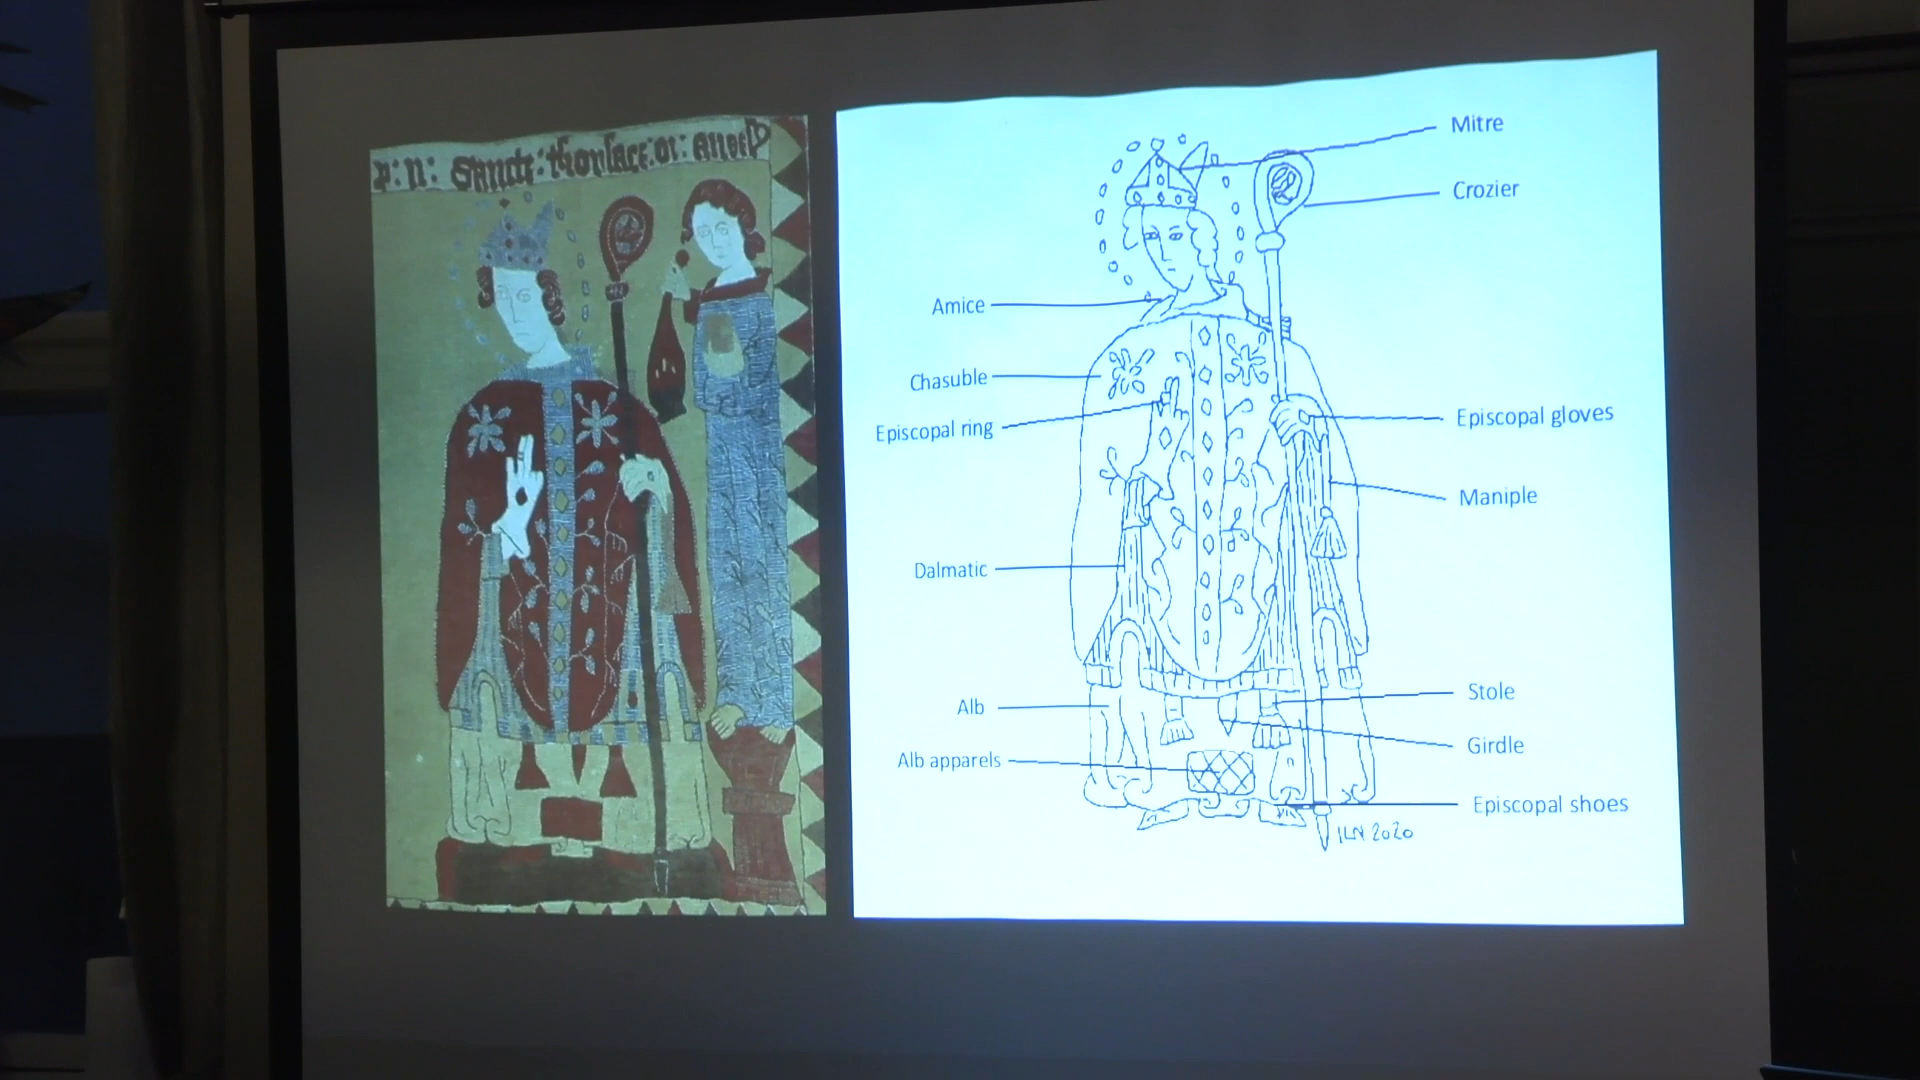 Mitre
Crozier
Amice
Chasuble
Episcopal ring
Episcopal gloves
Maniple
Dalmatic
Alb
Stole
Girdle
Alb apparels
Episcopal shoes
ILN 2020